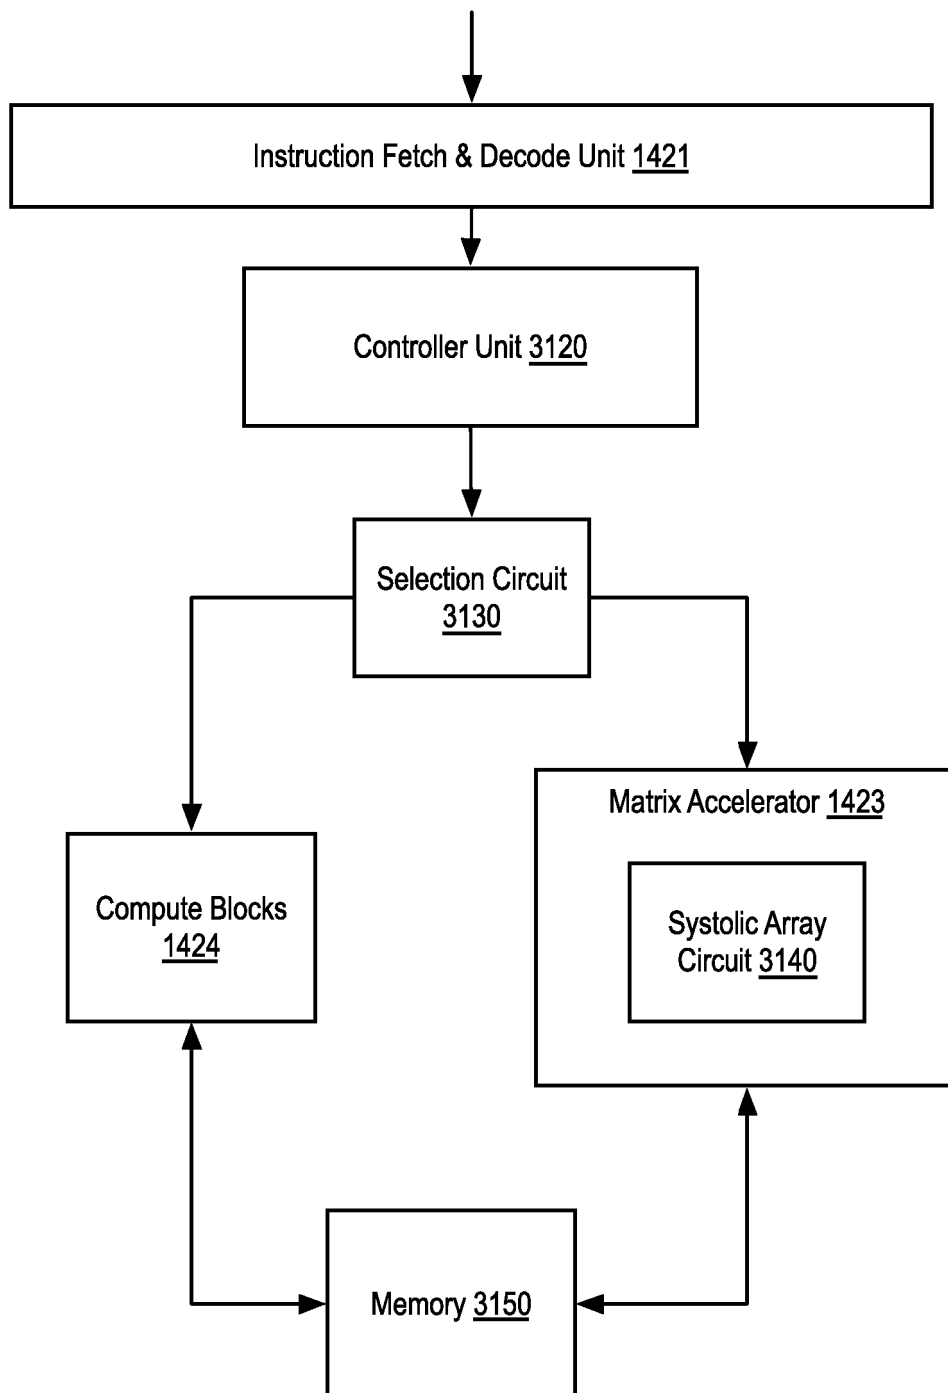 Instruction Fetch & Decode Unit 1421
Controller Unit 3120
Selection Circuit
3130
Matrix Accelerator 1423
Compute Blocks
1424
Systolic Array
Circuit 3140
Memory 3150